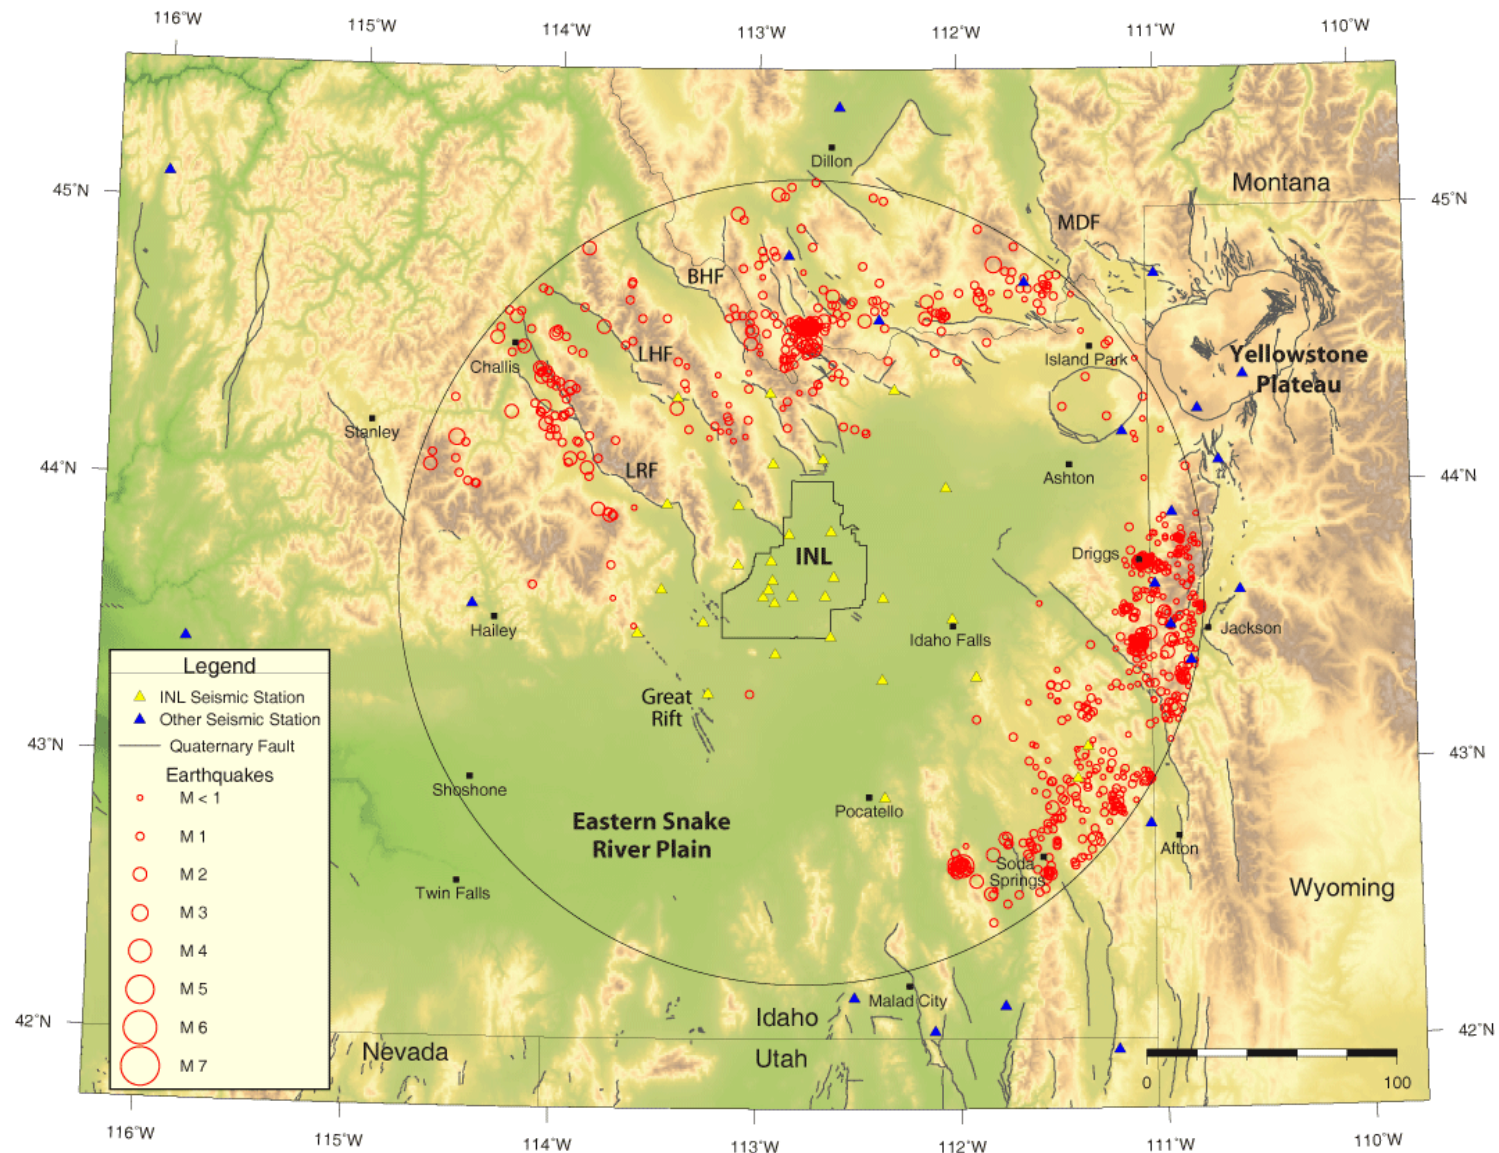 116°W
115°W
114°W
113°W
112°W
111°W
110°W
Dillon
45°N
Montana
45°N
MDF
BHF
Island Park
LHF
Challis
Yellowstone
Plateau
Stanley
44°N
LRF
Ashton
44°N
INL
Driggs
Hailey
Idaho Falls
Jackson
Legend
INL Seismic Station
Other Seismic Station
Quaternary Fault
Earthquakes
M < 1
M 1
M 2
M 3
M 4
M 5
M 6
M 7
Great
Rift
43°N
43°N
Shoshone
Pocatello
Eastern Snake
River Plain
Afton
Soda
Springs
Twin Falls
Wyoming
Malad City
Idaho
42°N
42°N
Nevada
Utah
0
100
116°W
115°W
114°W
113°W
112°W
111°W
110°W